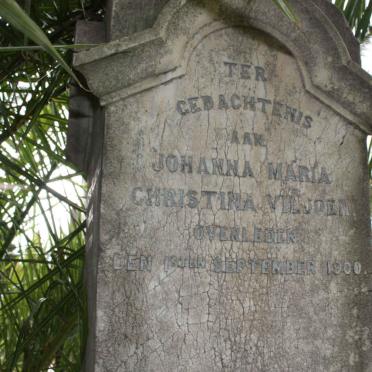 TER
GEDACHTENIS
AAN
JOHANNA MARIA
CHRISTINA VILJOEN
OVERLEDEN
DEN SEPTEMBER 1900.